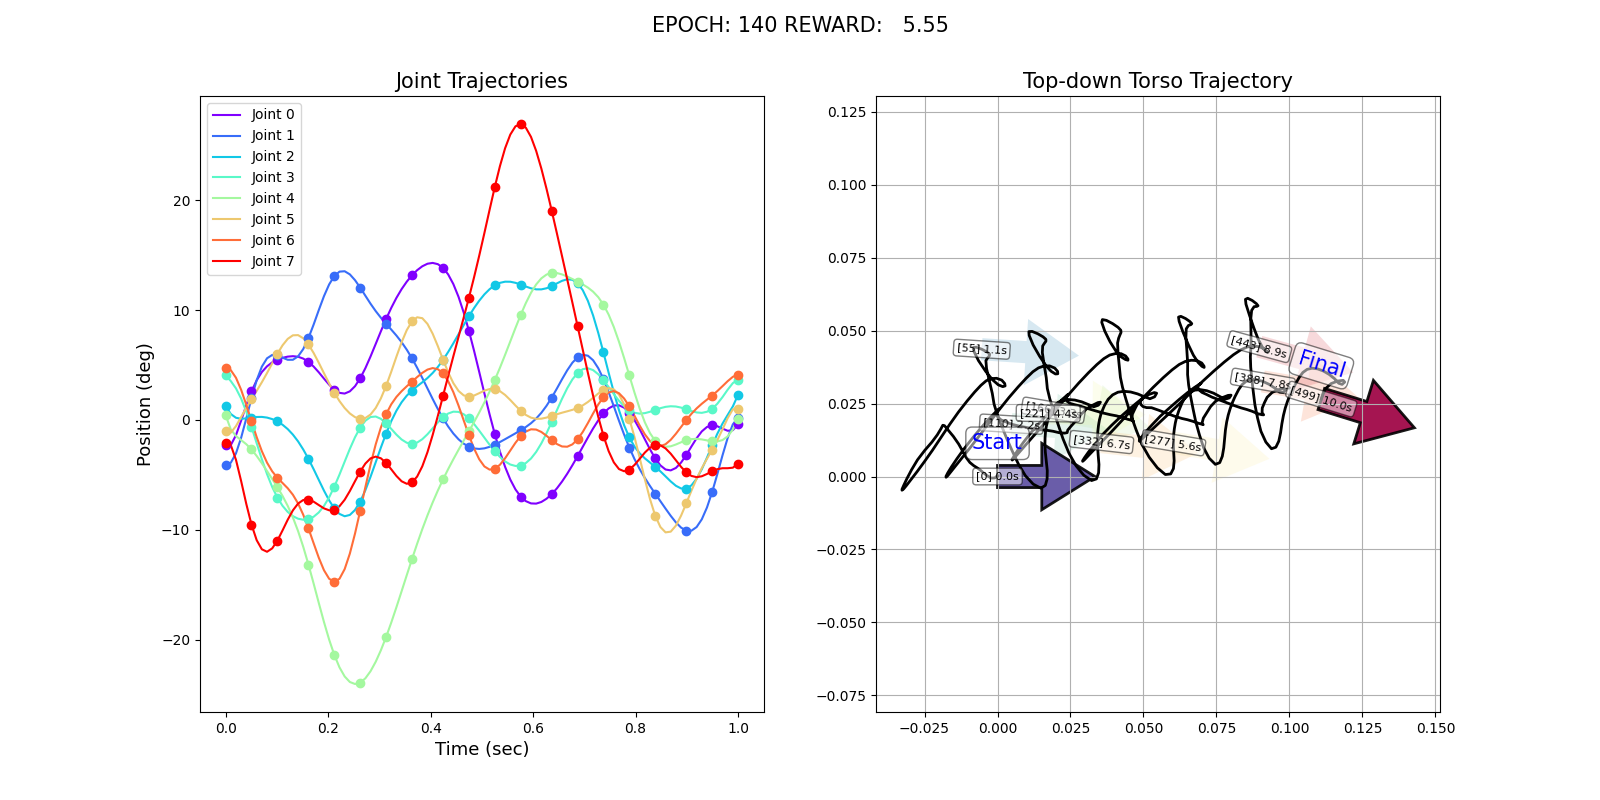 EPOCH: 140 REWARD:   5.55
Joint Trajectories
Position (deg)
20
10
0
−10
−20
Joint 0
Joint 1
Joint 2
Joint 3
Joint 4
Joint 5
Joint 6
Joint 7
0.0 0.2 0.4 0.6 0.8 1.0
Time (sec)
Top-down Torso Trajectory
0.125
0.100
0.075
0.050
0.025
0.000
−0.025
−0.050
−0.075
[55] 1.1s
[443] 8.9s
Final
[388] 7.8s
[499] 10.0s
[221] 4.4s
[110] 2.2s
Start
[332] 6.7s
[277] 5.6s
[0] 0.0s
−0.025 0.000 0.025 0.050 0.075 0.100 0.125 0.150